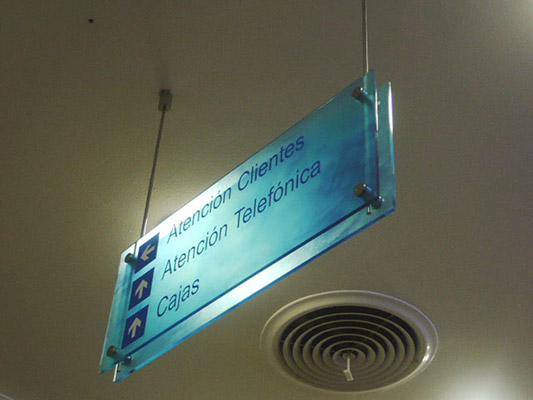 Atención Clientes
Atención Telefónica
Cajas